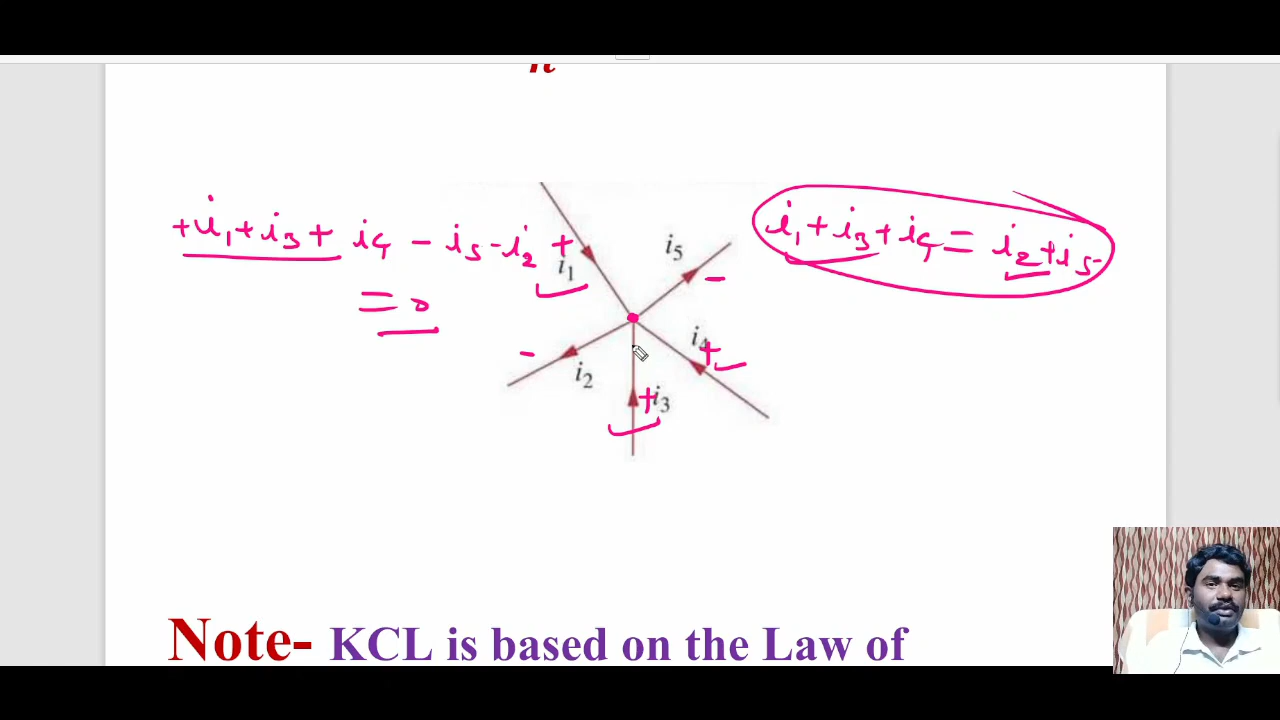 n
+i₁ + i₃ + i₄ - i₅ - i₂
= 0
i₁ + i₃ + i₄ = i₂ + i₅
+
i₁
i₅
-
-
i₂
i₄
+
+
i₃
Note- KCL is based on the Law of